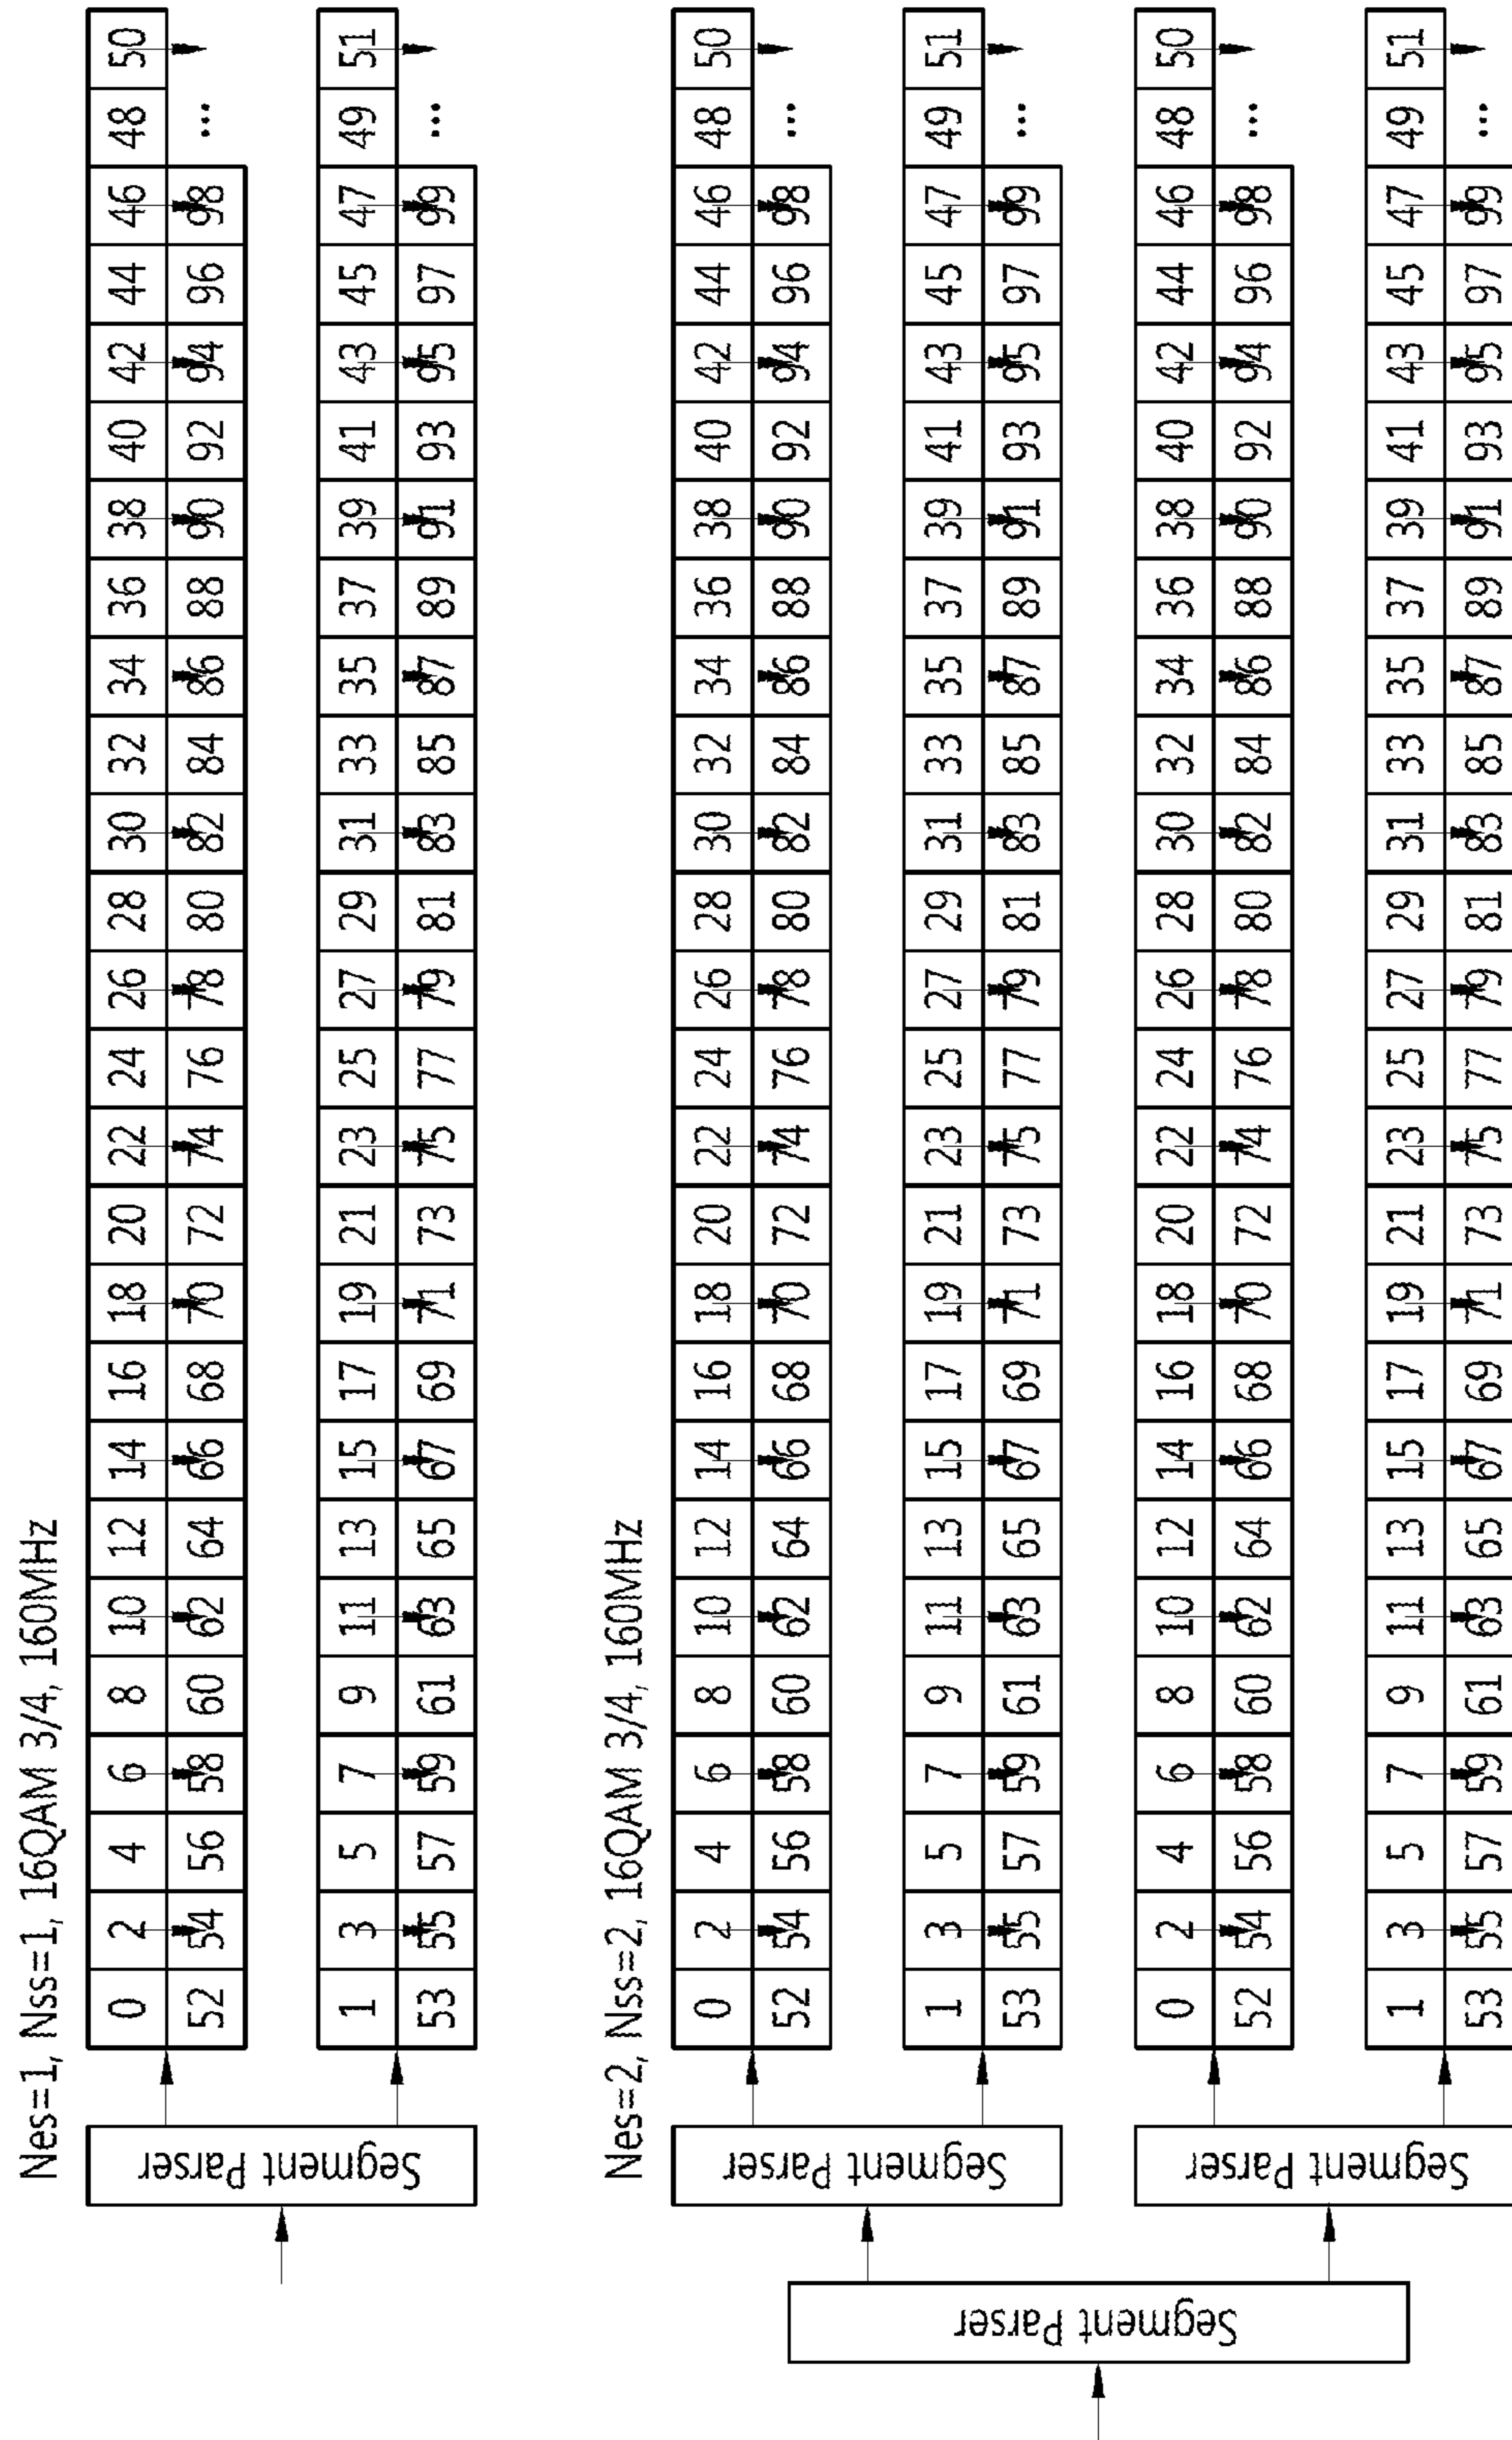 Nes=1, Nss=1, 16QAM 3/4, 160MHz
Segment Parser
0 2 4 6 8 10 12 14 16 18 20 22 24 26 28 30 32 34 36 38 40 42 44 46 48 50
52 54 56 58 60 62 64 66 68 70 72 74 76 78 80 82 84 86 88 90 92 94 96 98 ...
1 3 5 7 9 11 13 15 17 19 21 23 25 27 29 31 33 35 37 39 41 43 45 47 49 51
53 55 57 59 61 63 65 67 69 71 73 75 77 79 81 83 85 87 89 91 93 95 97 99 ...
Nes=2, Nss=2, 16QAM 3/4, 160MHz
Segment Parser
Segment Parser
0 2 4 6 8 10 12 14 16 18 20 22 24 26 28 30 32 34 36 38 40 42 44 46 48 50
52 54 56 58 60 62 64 66 68 70 72 74 76 78 80 82 84 86 88 90 92 94 96 98 ...
1 3 5 7 9 11 13 15 17 19 21 23 25 27 29 31 33 35 37 39 41 43 45 47 49 51
53 55 57 59 61 63 65 67 69 71 73 75 77 79 81 83 85 87 89 91 93 95 97 99 ...
Segment Parser
0 2 4 6 8 10 12 14 16 18 20 22 24 26 28 30 32 34 36 38 40 42 44 46 48 50
52 54 56 58 60 62 64 66 68 70 72 74 76 78 80 82 84 86 88 90 92 94 96 98 ...
1 3 5 7 9 11 13 15 17 19 21 23 25 27 29 31 33 35 37 39 41 43 45 47 49 51
53 55 57 59 61 63 65 67 69 71 73 75 77 79 81 83 85 87 89 91 93 95 97 99 ...